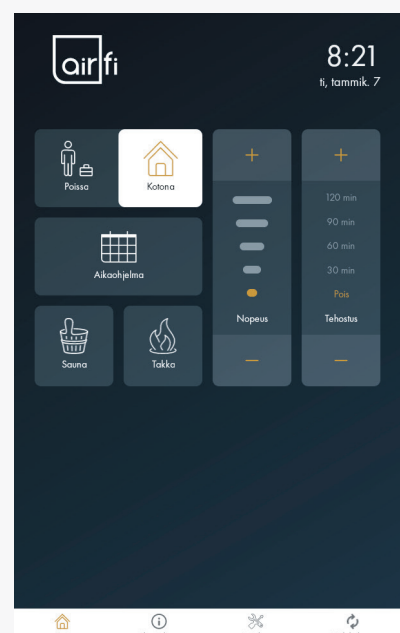 airfi
8:21
ti, tammik. 7
Poissa
Kotona
Aikaohjelma
Sauna
Takka
Nopeus
120 min
90 min
60 min
30 min
Pois
Tehostus